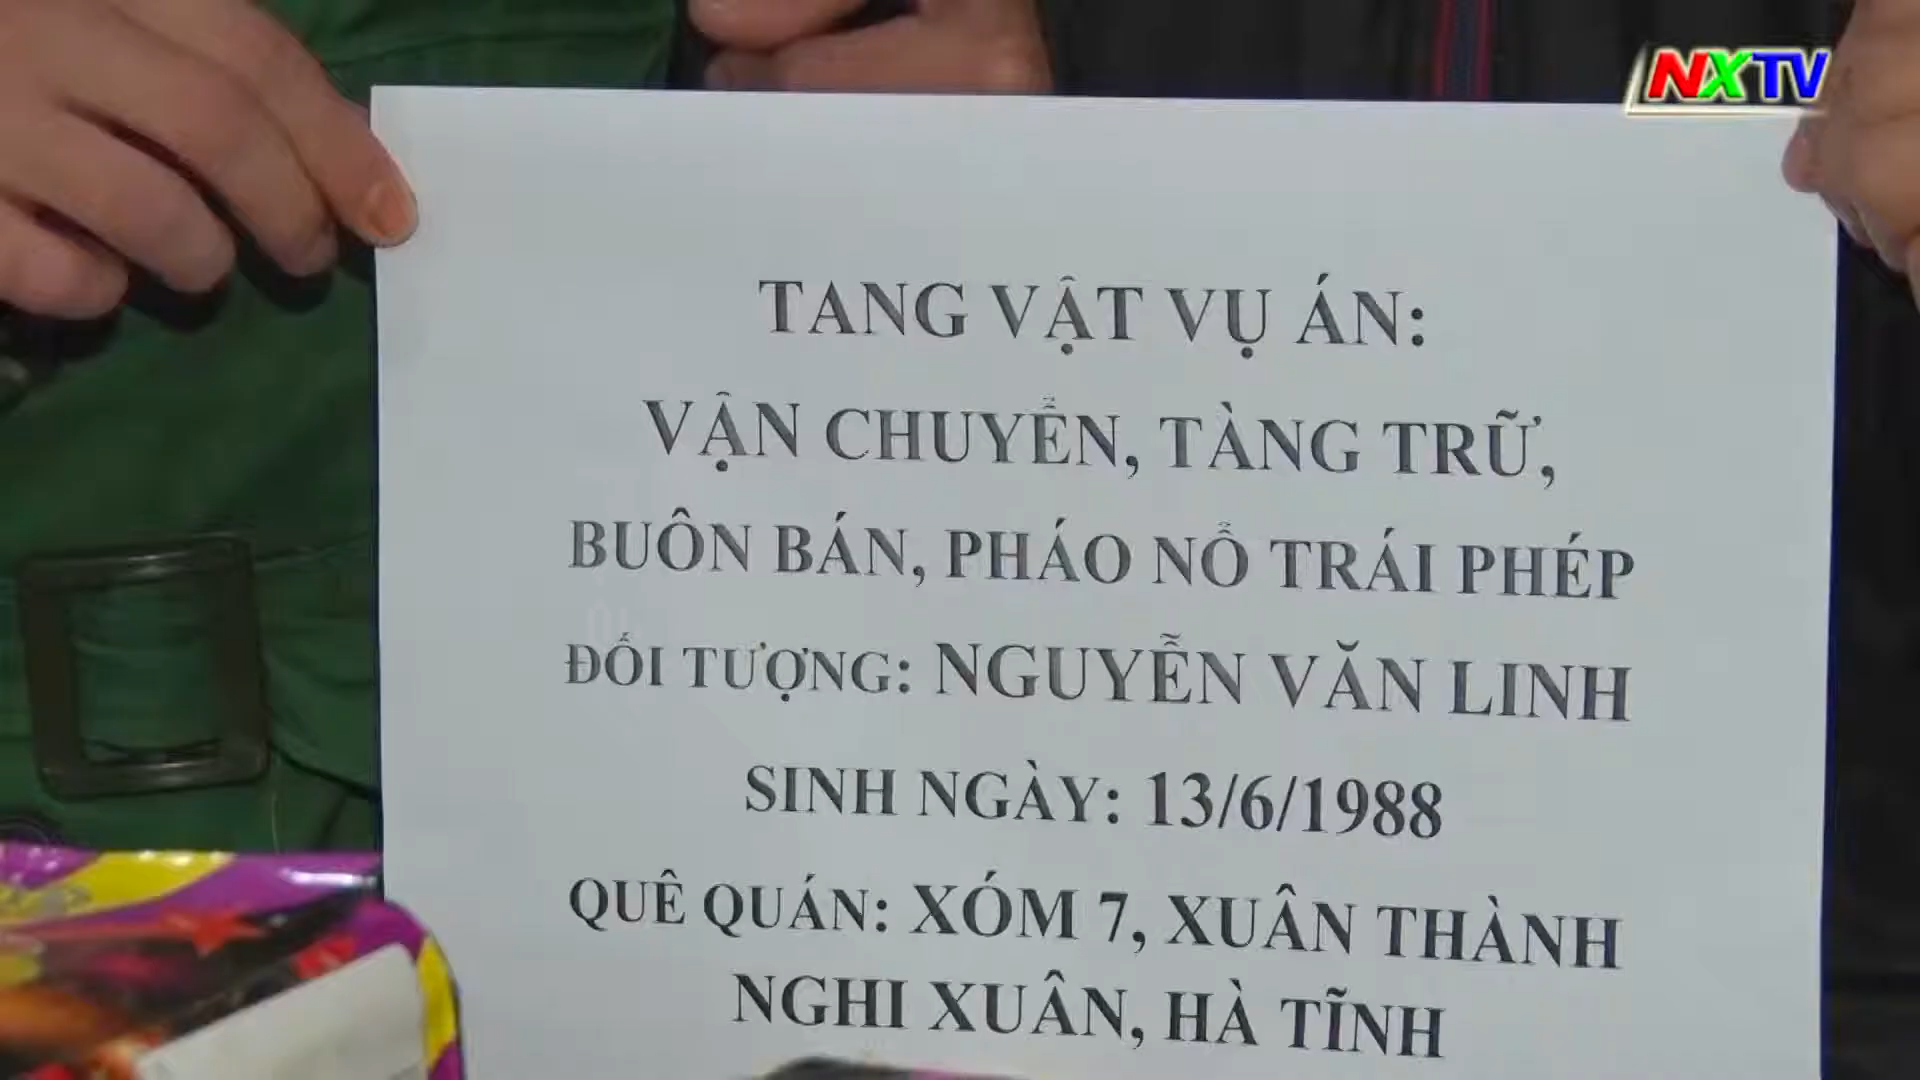 NXTV
TANG VẬT VỤ ÁN:
VẬN CHUYỂN, TÀNG TRỮ,
BUÔN BÁN, PHÁO NỔ TRÁI PHÉP
ĐỐI TƯỢNG: NGUYỄN VĂN LINH
SINH NGÀY: 13/6/1988
QUÊ QUÁN: XÓM 7, XUÂN THÀNH
NGHI XUÂN, HÀ TĨNH